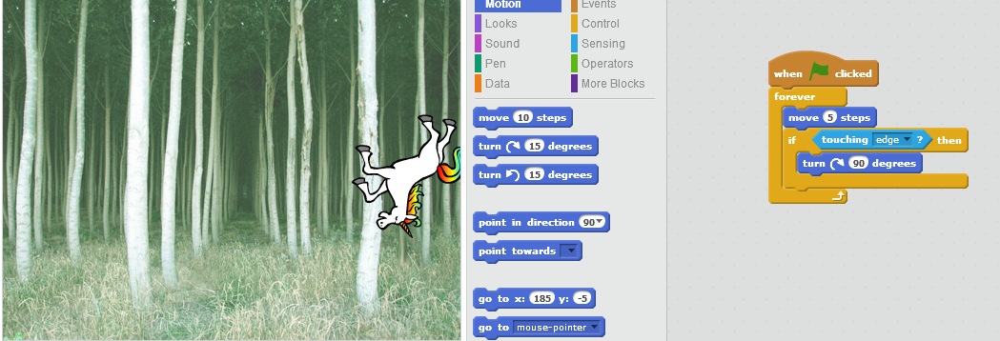 Motion
Events
Looks
Control
Sound
Sensing
Pen
Operators
Data
More Blocks
move 10 steps
turn 15 degrees
turn 15 degrees
point in direction 90
point towards
go to x: 185 y: -5
go to mouse-pointer
when clicked
forever
move 5 steps
if touching edge ? then
turn 90 degrees